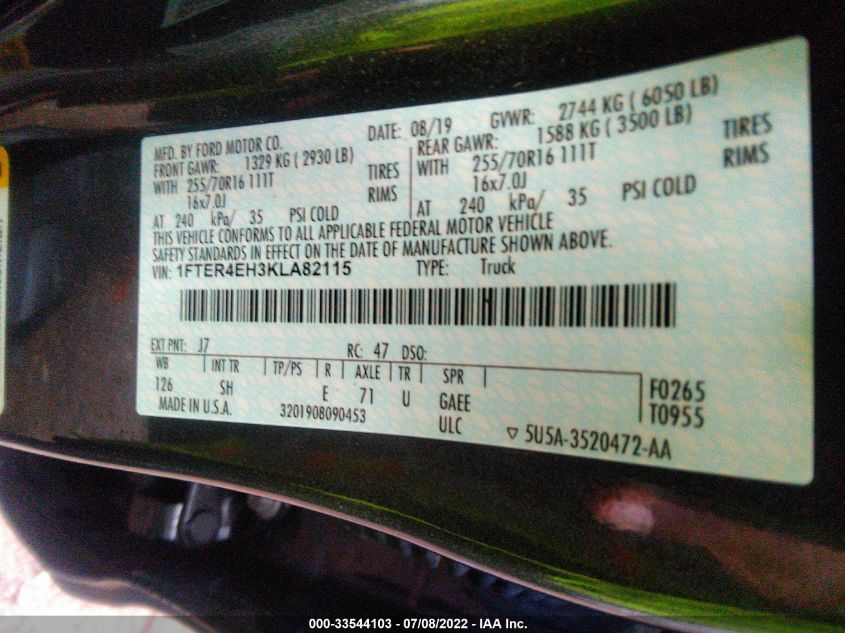 MFD. BY FORD MOTOR CO. DATE: 08/19 GVWR: 2744 KG ( 6050 LB)
FRONT GAWR: 1329 KG ( 2930 LB) REAR GAWR: 1588 KG ( 3500 LB)
WITH 255/70R16 111T TIRES WITH 255/70R16 111T TIRES
16x7.0J RIMS 16x7.0J RIMS
AT 240 kPa/ 35 PSI COLD AT 240 kPa/ 35 PSI COLD
THIS VEHICLE CONFORMS TO ALL APPLICABLE FEDERAL MOTOR VEHICLE
SAFETY STANDARDS IN EFFECT ON THE DATE OF MANUFACTURE SHOWN ABOVE.
VIN: 1FTER4EH3KLA82115 TYPE: Truck
EXT PNT: J7 RC: 47 DSO:
WB INT TR TP/PS R AXLE TR SPR
126 SH E 71 U GAEE F0265
MADE IN U.S.A. 3201908090453 ULC T0955
5U5A-3520472-AA
000-33544103 - 07/08/2022 - IAA Inc.